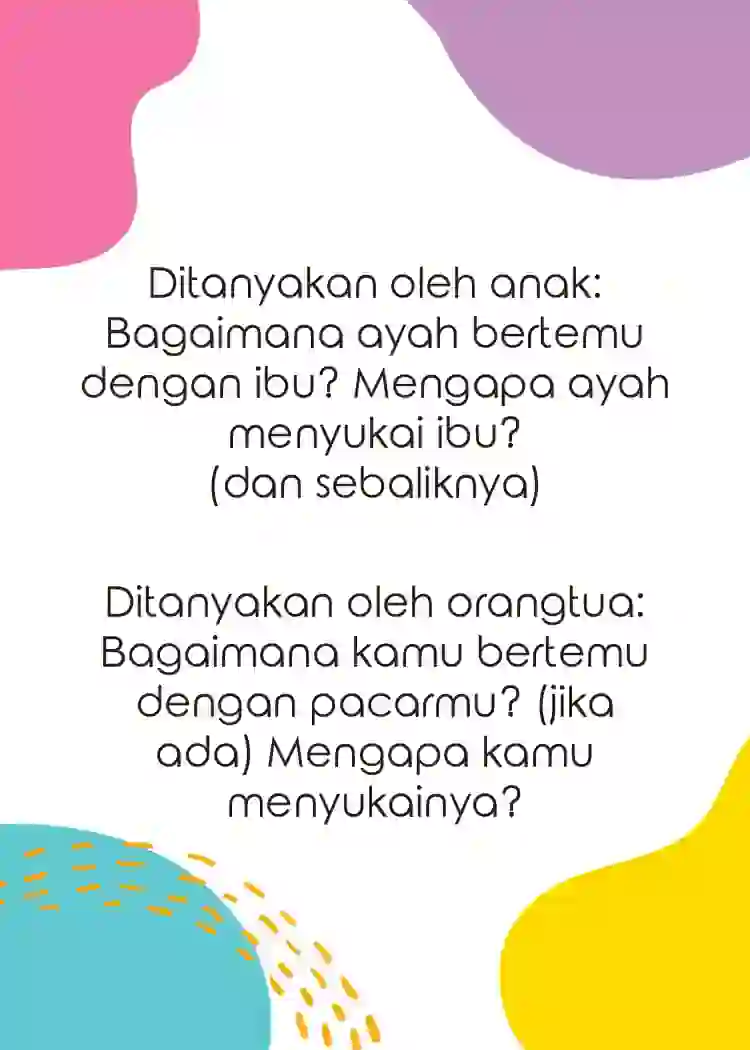 Ditanyakan oleh anak:
Bagaimana ayah bertemu
dengan ibu? Mengapa ayah
menyukai ibu?
(dan sebaliknya)
Ditanyakan oleh orangtua:
Bagaimana kamu bertemu
dengan pacarmu? (jika
ada) Mengapa kamu
menyukainya?